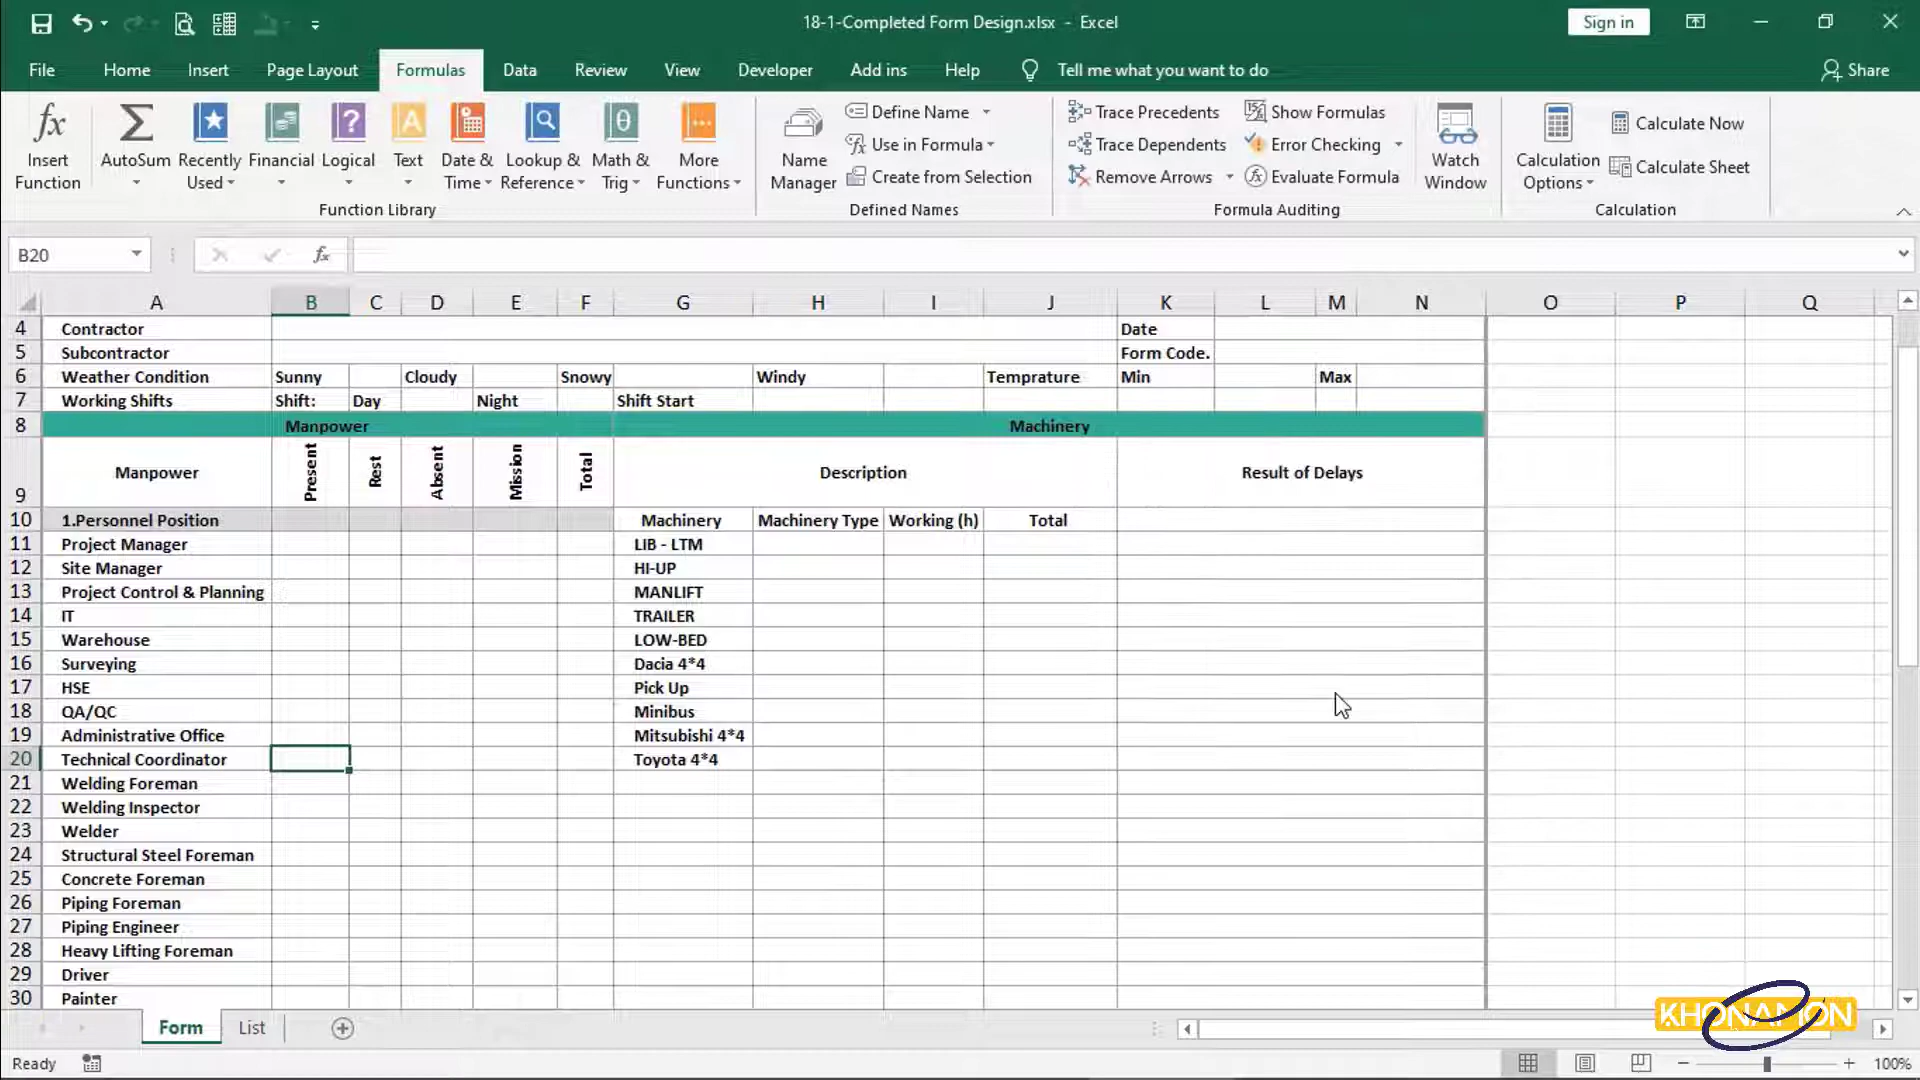 18-1-Completed Form Design.xlsx - Excel
Sign in
File Home Insert Page Layout Formulas Data Review View Developer Add ins Help Tell me what you want to do Share
Insert Function
AutoSum
Recently Used
Financial
Logical
Text
Date & Time
Lookup & Reference
Math & Trig
More Functions
Function Library
Name Manager
Define Name
Use in Formula
Create from Selection
Defined Names
Trace Precedents
Trace Dependents
Remove Arrows
Show Formulas
Error Checking
Evaluate Formula
Formula Auditing
Watch Window
Calculation Options
Calculate Now
Calculate Sheet
Calculation
B20 fx
A B C D E F G H I J K L M N O P Q
4 Contractor Date
5 Subcontractor Form Code.
6 Weather Condition Sunny Cloudy Snowy Windy Temprature Min Max
7 Working Shifts Shift: Day Night Shift Start
8 Manpower Machinery
9 Manpower Present Rest Absent Mission Total Description Result of Delays
10 1.Personnel Position Machinery Machinery Type Working (h) Total
11 Project Manager LIB - LTM
12 Site Manager HI-UP
13 Project Control & Planning MANLIFT
14 IT TRAILER
15 Warehouse LOW-BED
16 Surveying Dacia 4*4
17 HSE Pick Up
18 QA/QC Minibus
19 Administrative Office Mitsubishi 4*4
20 Technical Coordinator Toyota 4*4
21 Welding Foreman
22 Welding Inspector
23 Welder
24 Structural Steel Foreman
25 Concrete Foreman
26 Piping Foreman
27 Piping Engineer
28 Heavy Lifting Foreman
29 Driver
30 Painter
Form List
KHONAMON
Ready 100%